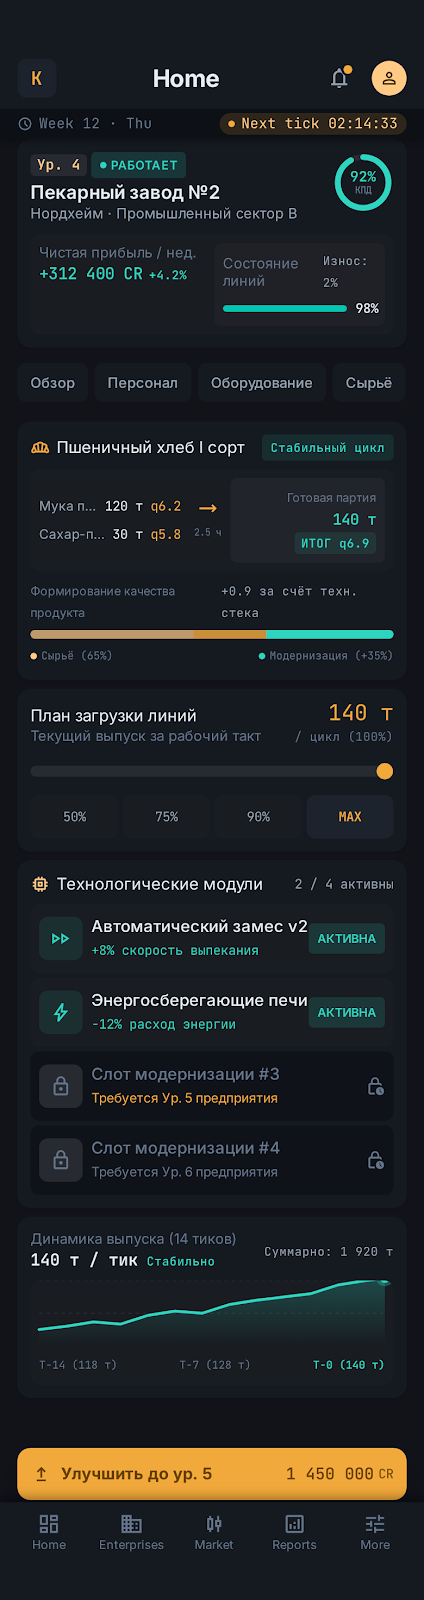 K
Home
Week 12 · Thu
Next tick 02:14:33
Ур. 4
РАБОТАЕТ
92%
КПД
Пекарный завод №2
Нордхейм · Промышленный сектор B
Чистая прибыль / нед.
+312 400 CR +4.2%
Состояние линий
Износ: 2%
98%
Обзор
Персонал
Оборудование
Сырьё
Пшеничный хлеб I сорт
Стабильный цикл
Мука п… 120 т q6.2
Сахар-п… 30 т q5.8
→
2.5 ч
Готовая партия
140 т
ИТОГ q6.9
Формирование качества продукта
+0.9 за счёт техн. стека
Сырьё (65%)
Модернизация (+35%)
План загрузки линий
140 т
Текущий выпуск за рабочий такт
/ цикл (100%)
50%
75%
90%
MAX
Технологические модули
2 / 4 активны
Автоматический замес v2
+8% скорость выпекания
АКТИВНА
Энергосберегающие печи
-12% расход энергии
АКТИВНА
Слот модернизации #3
Требуется Ур. 5 предприятия
Слот модернизации #4
Требуется Ур. 6 предприятия
Динамика выпуска (14 тиков)
140 т / тик Стабильно
Суммарно: 1 920 т
T-14 (118 т)
T-7 (128 т)
T-0 (140 т)
Улучшить до ур. 5
1 450 000 CR
Home
Enterprises
Market
Reports
More